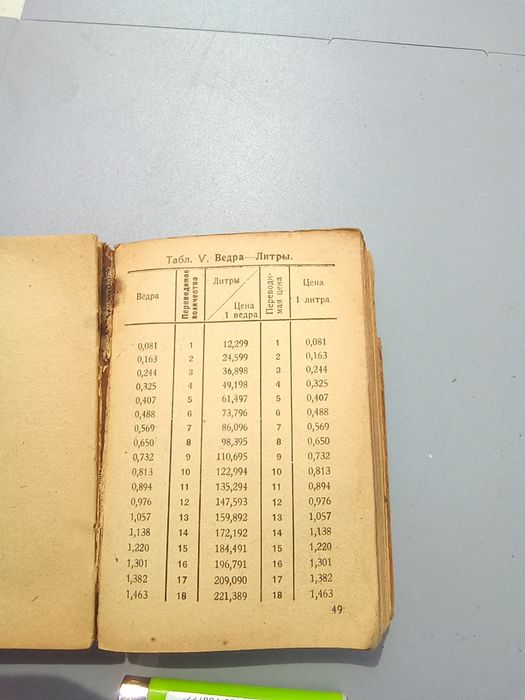 Табл. V. Ведра—Литры.
Ведра Переводимое количество Литры Цена 1 ведра Переводимая цена Цена 1 литра
0,081 1 12,299 1 0,081
0,163 2 24,599 2 0,163
0,244 3 36,898 3 0,244
0,325 4 49,198 4 0,325
0,407 5 61,497 5 0,407
0,488 6 73,796 6 0,488
0,569 7 86,096 7 0,569
0,650 8 98,395 8 0,650
0,732 9 110,695 9 0,732
0,813 10 122,994 10 0,813
0,894 11 135,294 11 0,894
0,976 12 147,593 12 0,976
1,057 13 159,892 13 1,057
1,138 14 172,192 14 1,138
1,220 15 184,491 15 1,220
1,301 16 196,791 16 1,301
1,382 17 209,090 17 1,382
1,463 18 221,389 18 1,463
49